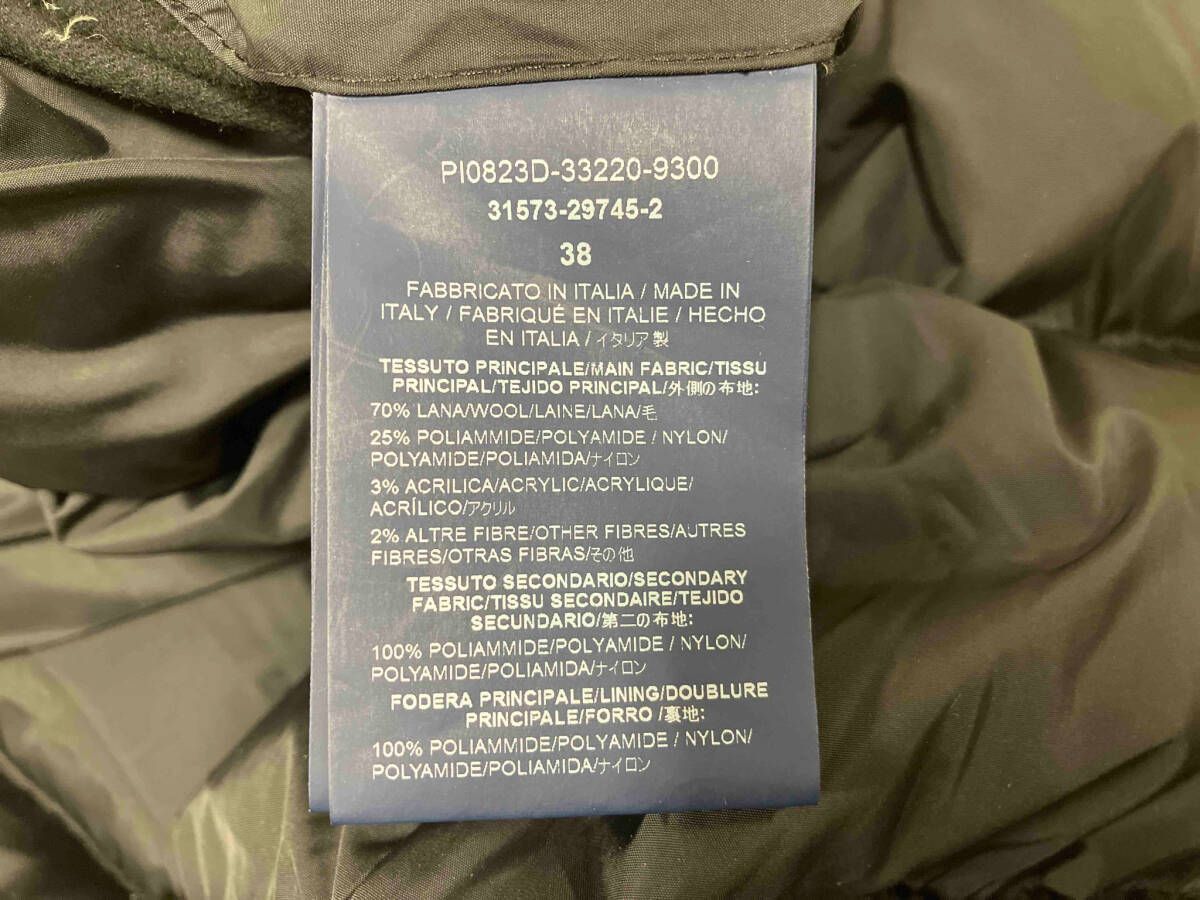 PI0823D-33220-9300
31573-29745-2
38
FABBRICATO IN ITALIA / MADE IN
ITALY / FABRIQUÉ EN ITALIE / HECHO
EN ITALIA / イタリア製
TESSUTO PRINCIPALE/MAIN FABRIC/TISSU
PRINCIPAL/TEJIDO PRINCIPAL/外側の布地:
70% LANA/WOOL/LAINE/LANA/毛
25% POLIAMMIDE/POLYAMIDE / NYLON/
POLYAMIDE/POLIAMIDA/ナイロン
3% ACRILICA/ACRYLIC/ACRYLIQUE/
ACRÍLICO/アクリル
2% ALTRE FIBRE/OTHER FIBRES/AUTRES
FIBRES/OTRAS FIBRAS/その他
TESSUTO SECONDARIO/SECONDARY
FABRIC/TISSU SECONDAIRE/TEJIDO
SECUNDARIO/第二の布地:
100% POLIAMMIDE/POLYAMIDE / NYLON/
POLYAMIDE/POLIAMIDA/ナイロン
FODERA PRINCIPALE/LINING/DOUBLURE
PRINCIPALE/FORRO /裏地:
100% POLIAMMIDE/POLYAMIDE / NYLON/
POLYAMIDE/POLIAMIDA/ナイロン